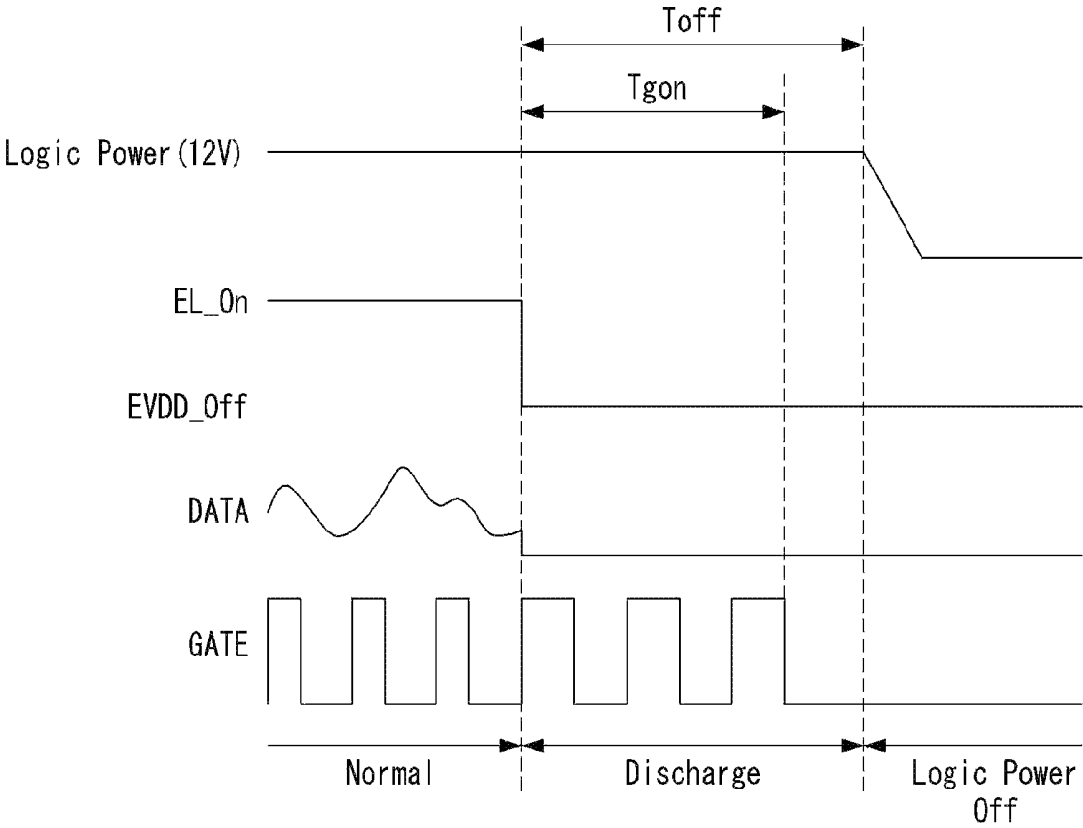 Toff
Tgon
Logic Power(12V)
EL_On
EVDD_Off
DATA
GATE
Normal
Discharge
Logic Power
Off